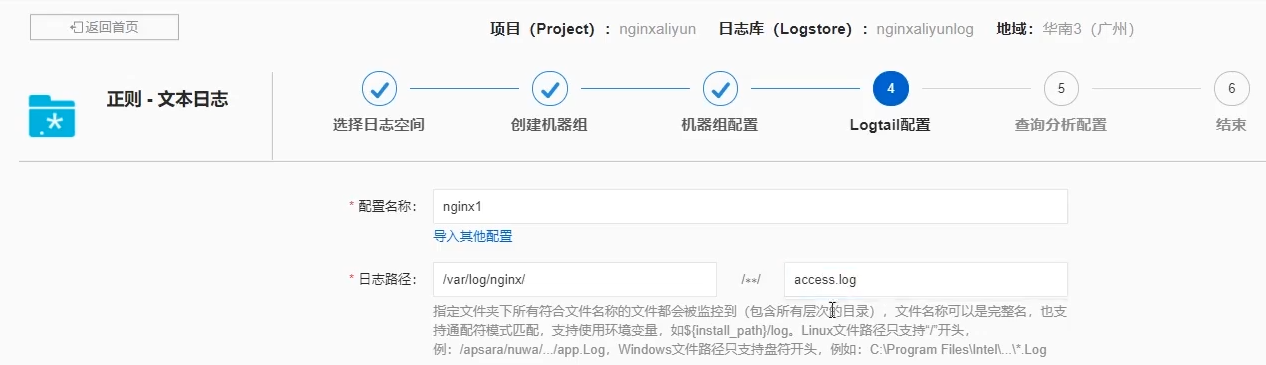 返回首页
项目（Project）： nginxaliyun 日志库（Logstore）： nginxaliyunlog 地域： 华南3（广州）
正则 - 文本日志
4 5 6
选择日志空间 创建机器组 机器组配置 Logtail配置 查询分析配置 结束
* 配置名称： nginx1
导入其他配置
* 日志路径： /var/log/nginx/ /**/ access.log
指定文件夹下所有符合文件名称的文件都会被监控到（包含所有层次的目录），文件名称可以是完整名，也支
持通配符模式匹配，支持使用环境变量，如${install_path}/log。Linux文件路径只支持“/”开头，
例：/apsara/nuwa/.../app.Log，Windows文件路径只支持盘符开头，例如：C:\Program Files\Intel\...\*.Log